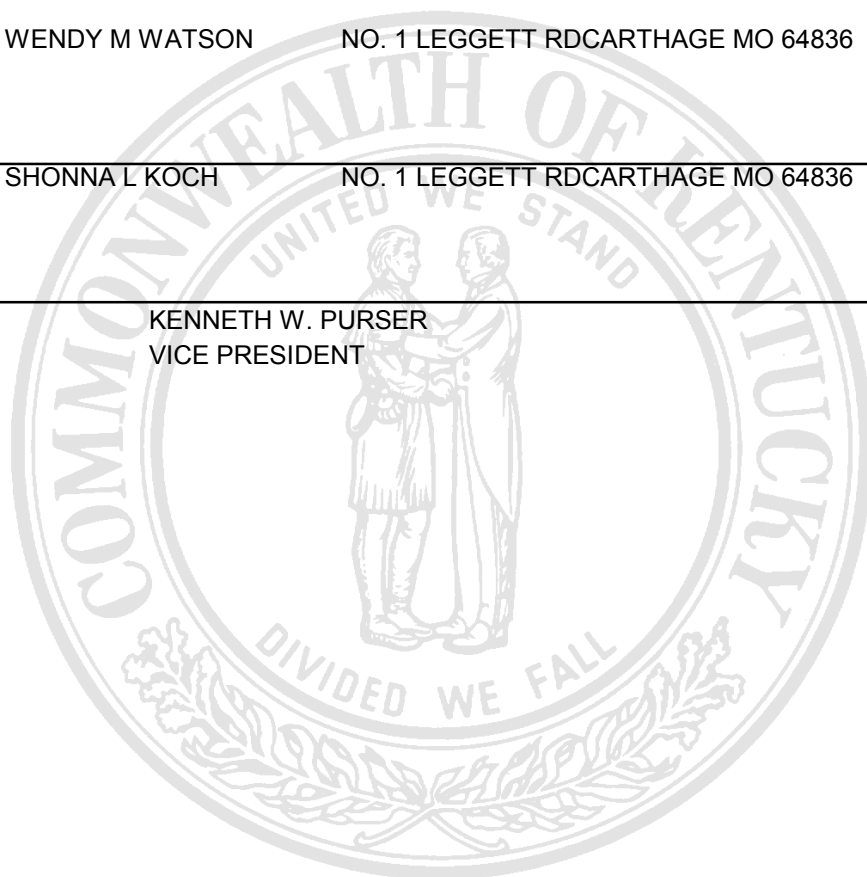 WENDY M WATSON NO. 1 LEGGETT RDCARTHAGE MO 64836
SHONNA L KOCH NO. 1 LEGGETT RDCARTHAGE MO 64836
KENNETH W. PURSER
VICE PRESIDENT
COMMONWEALTH OF KENTUCKY
UNITED WE STAND
DIVIDED WE FALL